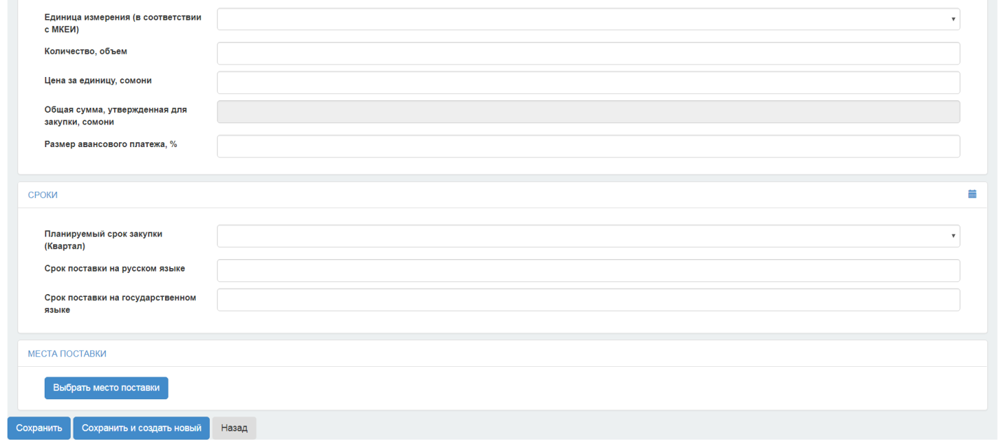 Единица измерения (в соответствии
с МКЕИ)
Количество, объем
Цена за единицу, сомони
Общая сумма, утвержденная для
закупки, сомони
Размер авансового платежа, %
СРОКИ
Планируемый срок закупки
(Квартал)
Срок поставки на русском языке
Срок поставки на государственном
языке
МЕСТА ПОСТАВКИ
Выбрать место поставки
Сохранить Сохранить и создать новый Назад